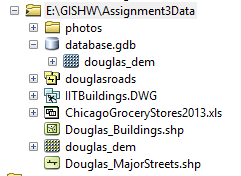 E:\GISHW\Assignment3Data
photos
database.gdb
douglas_dem
douglasroads
IITBuildings.DWG
ChicagoGroceryStores2013.xls
Douglas_Buildings.shp
douglas_dem
Douglas_MajorStreets.shp